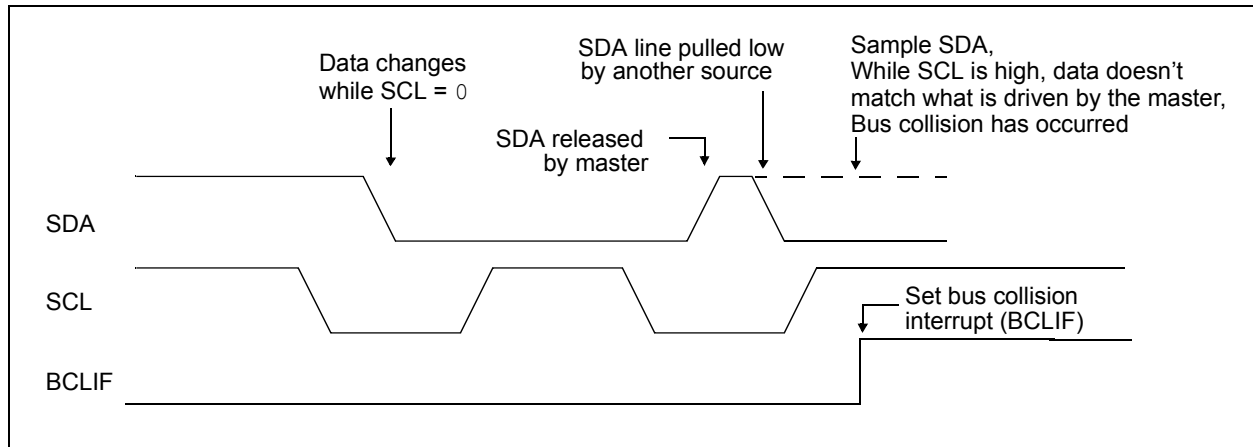 Data changes
while SCL = 0
SDA line pulled low
by another source
Sample SDA,
While SCL is high, data doesn’t
match what is driven by the master,
Bus collision has occurred
SDA released
by master
SDA
SCL
Set bus collision
interrupt (BCLIF)
BCLIF